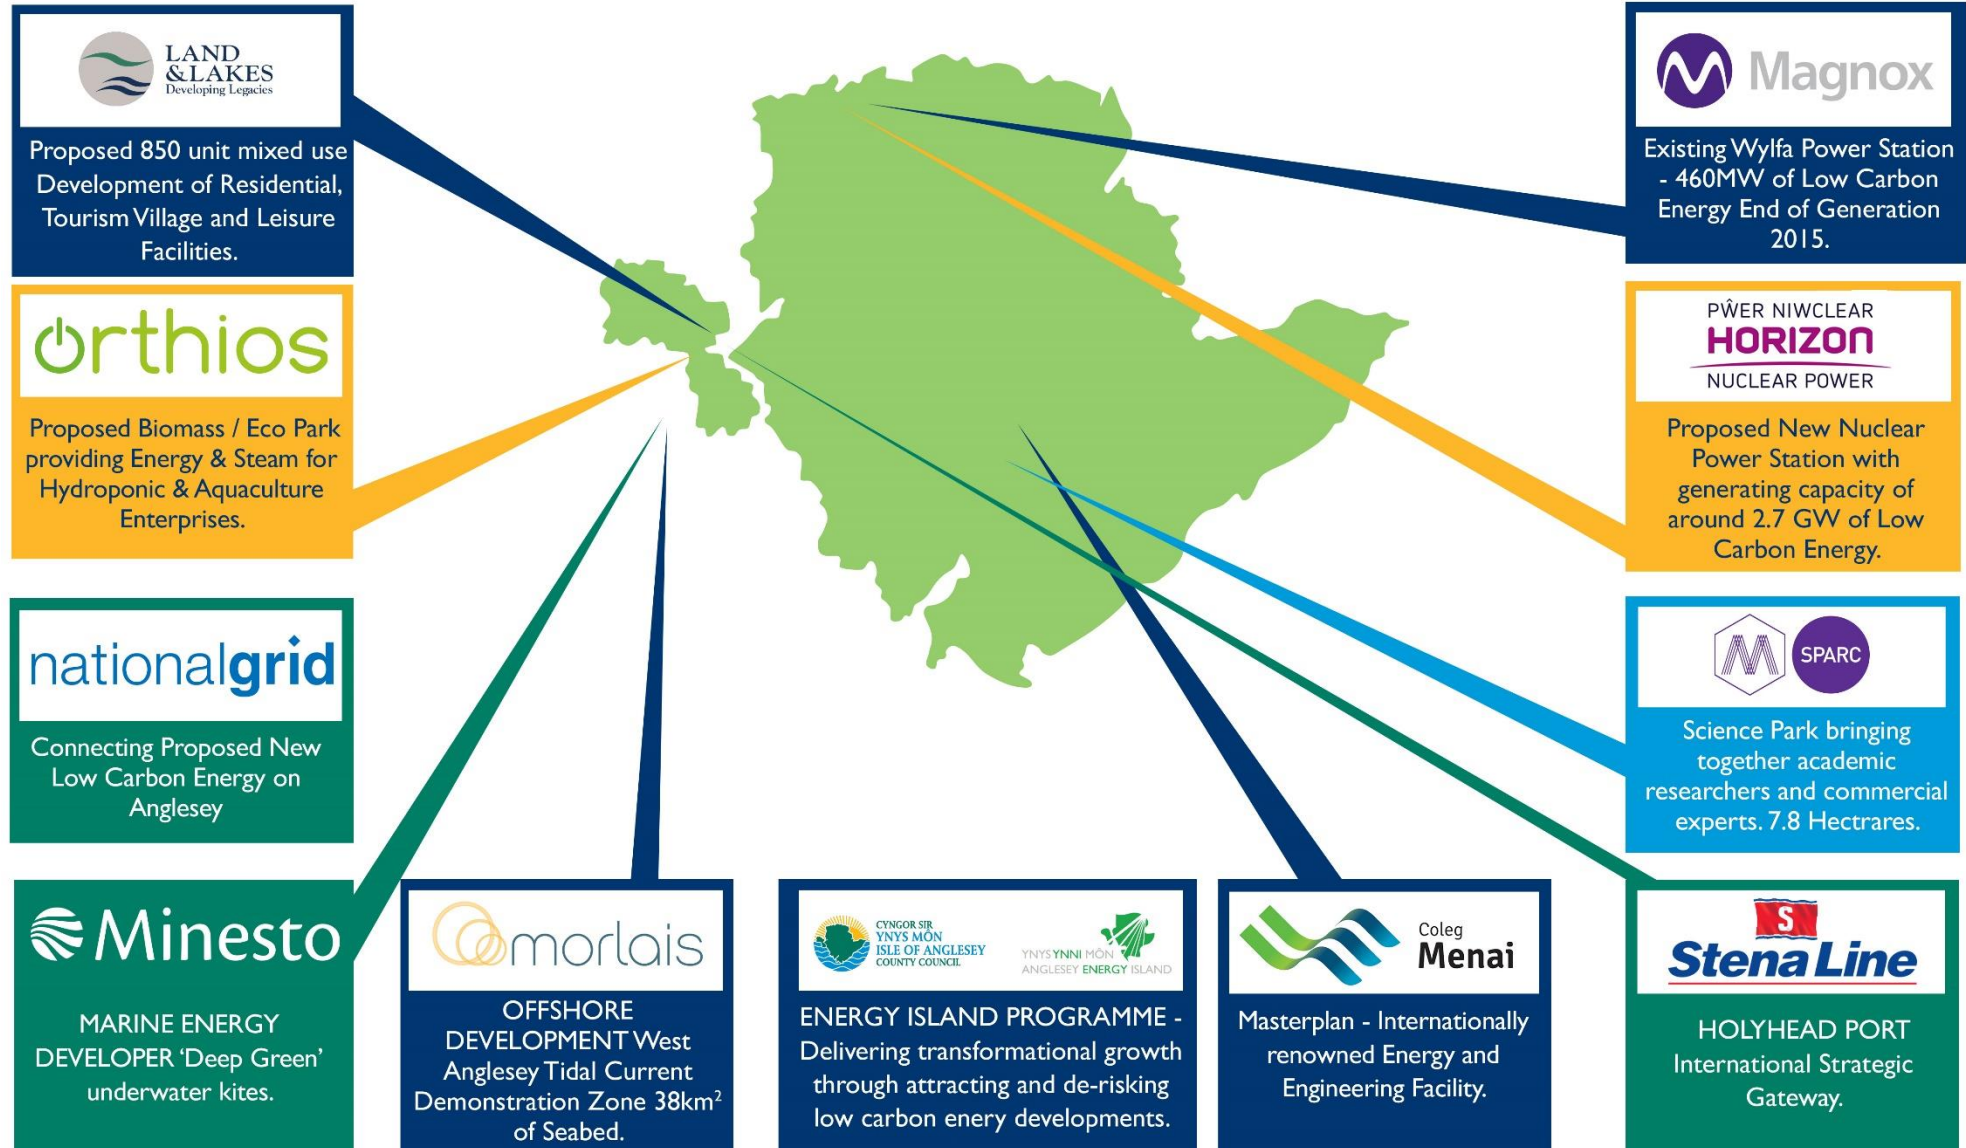 LAND
&LAKES
Developing Legacies
Proposed 850 unit mixed use
Development of Residential,
Tourism Village and Leisure
Facilities.
orthios
Proposed Biomass / Eco Park
providing Energy & Steam for
Hydroponic & Aquaculture
Enterprises.
nationalgrid
Connecting Proposed New
Low Carbon Energy on
Anglesey
Minesto
MARINE ENERGY
DEVELOPER ‘Deep Green’
underwater kites.
morlais
OFFSHORE
DEVELOPMENT West
Anglesey Tidal Current
Demonstration Zone 38km²
of Seabed.
CYNGOR SIR
YNYS MÔN
ISLE OF ANGLESEY
COUNTY COUNCIL
YNYS YNNI MÔN
ANGLESEY ENERGY ISLAND
ENERGY ISLAND PROGRAMME -
Delivering transformational growth
through attracting and de-risking
low carbon enery developments.
Coleg
Menai
Masterplan - Internationally
renowned Energy and
Engineering Facility.
Magnox
Existing Wylfa Power Station
- 460MW of Low Carbon
Energy End of Generation
2015.
PŴER NIWCLEAR
HORIZON
NUCLEAR POWER
Proposed New Nuclear
Power Station with
generating capacity of
around 2.7 GW of Low
Carbon Energy.
M SPARC
Science Park bringing
together academic
researchers and commercial
experts. 7.8 Hectrares.
S
Stena Line
HOLYHEAD PORT
International Strategic
Gateway.